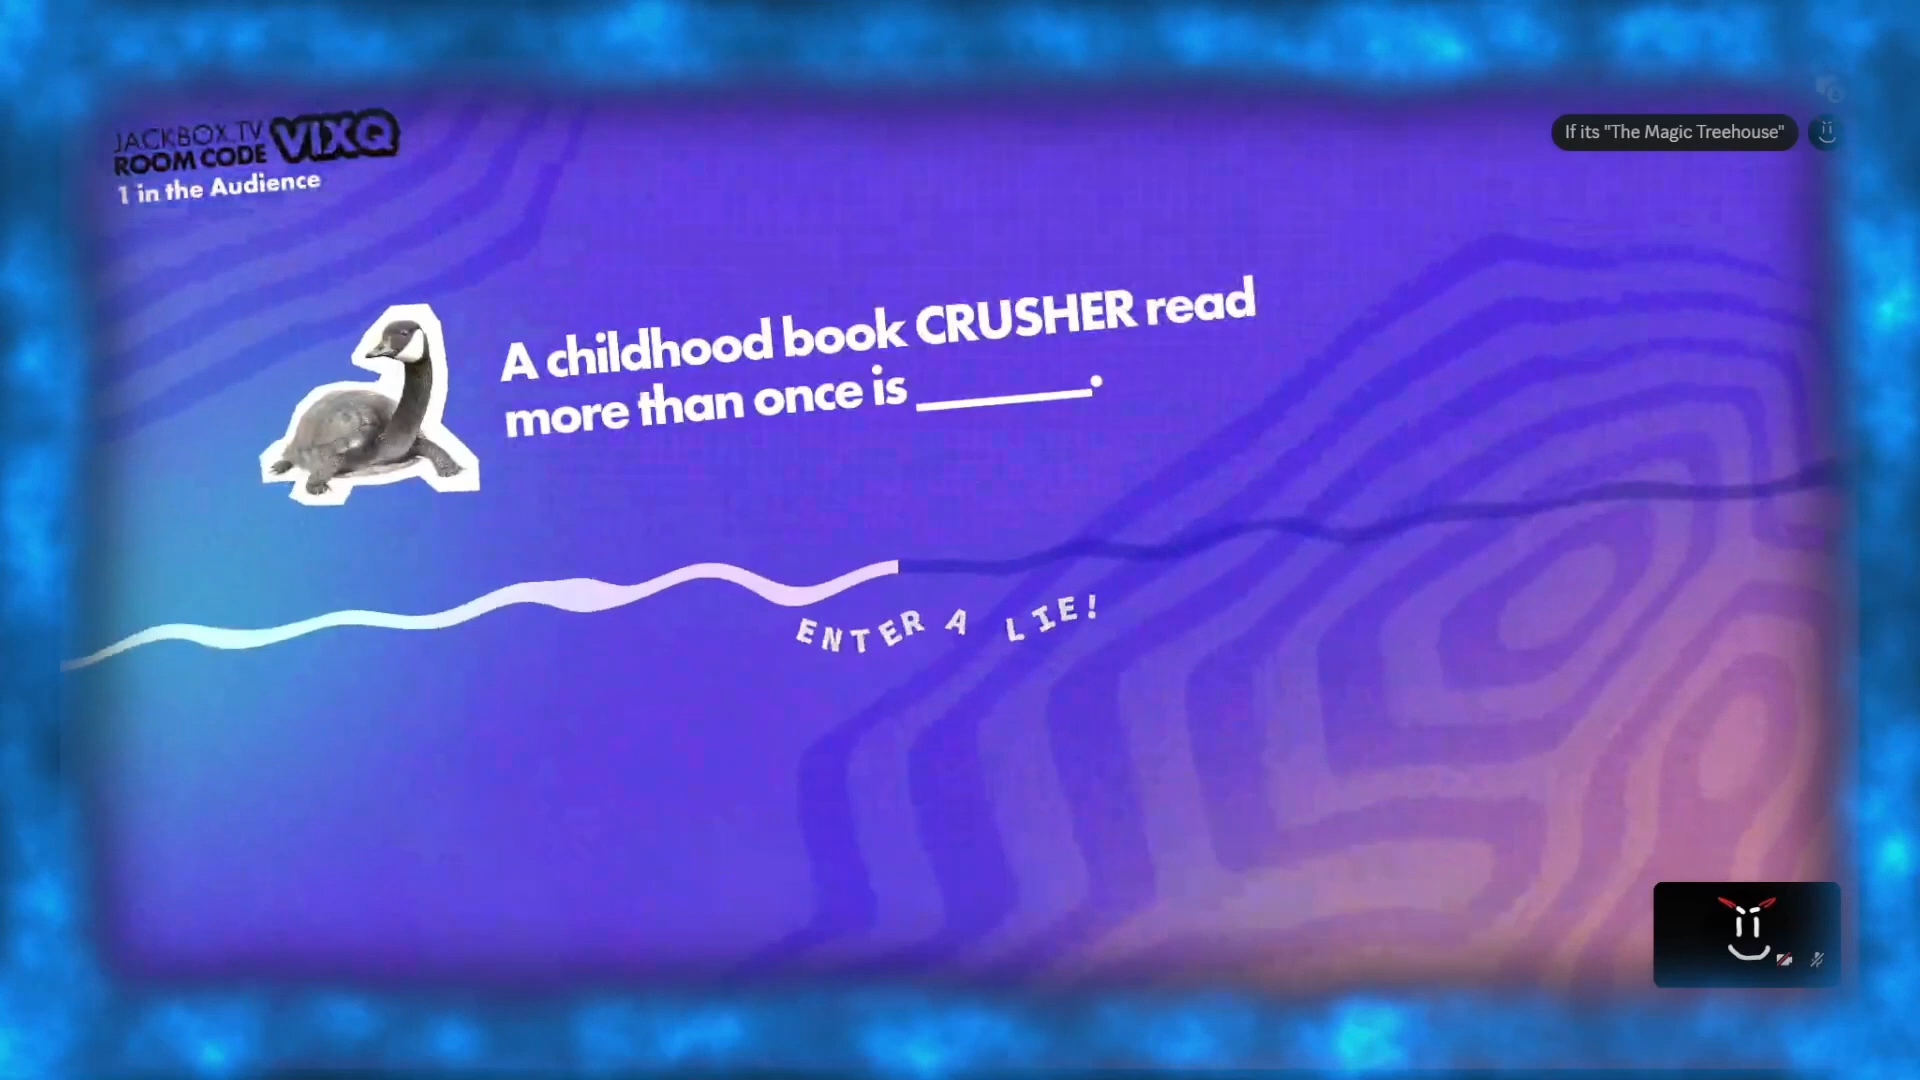 JACKBOX.TV
ROOM CODE VIXQ
1 in the Audience
If its "The Magic Treehouse"
A childhood book CRUSHER read
more than once is ______.
ENTER A LIE!